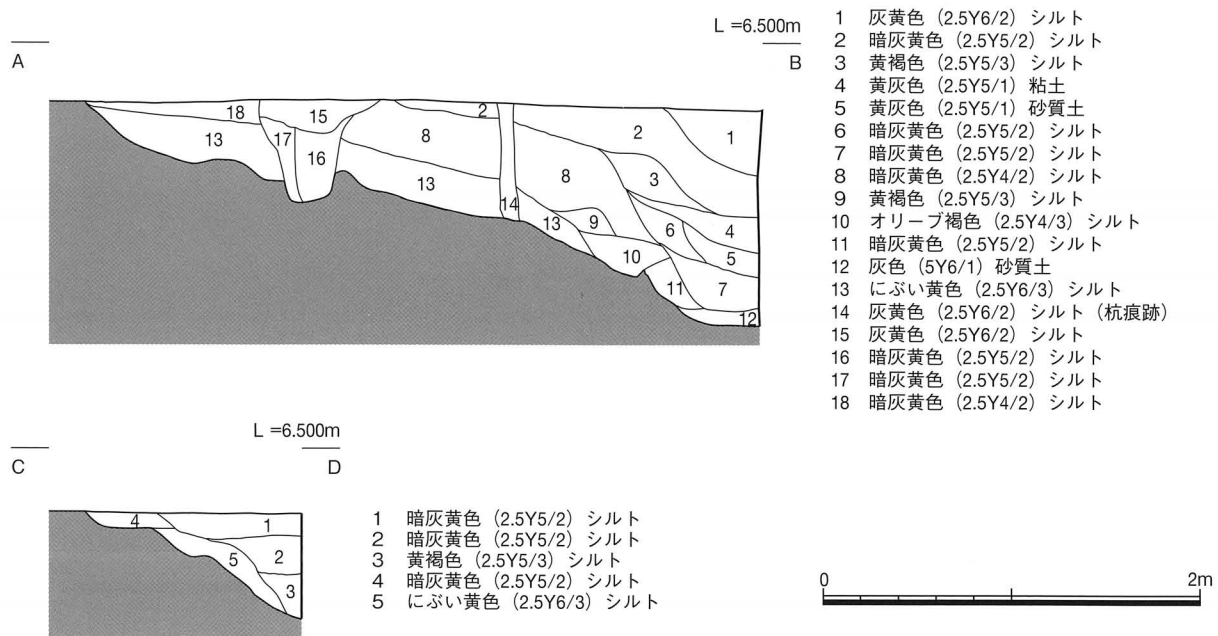 L =6.500m
A
B
18
15
2
2
1
13
17
16
8
13
8
3
14
13
9
6
4
10
5
11
7
12
1 灰黄色（2.5Y6/2）シルト
2 暗灰黄色（2.5Y5/2）シルト
3 黄褐色（2.5Y5/3）シルト
4 黄灰色（2.5Y5/1）粘土
5 黄灰色（2.5Y5/1）砂質土
6 暗灰黄色（2.5Y5/2）シルト
7 暗灰黄色（2.5Y5/2）シルト
8 暗灰黄色（2.5Y4/2）シルト
9 黄褐色（2.5Y5/3）シルト
10 オリーブ褐色（2.5Y4/3）シルト
11 暗灰黄色（2.5Y5/2）シルト
12 灰色（5Y6/1）砂質土
13 にぶい黄色（2.5Y6/3）シルト
14 灰黄色（2.5Y6/2）シルト（杭痕跡）
15 灰黄色（2.5Y6/2）シルト
16 暗灰黄色（2.5Y5/2）シルト
17 暗灰黄色（2.5Y5/2）シルト
18 暗灰黄色（2.5Y4/2）シルト
L =6.500m
C
D
4
1
5
2
3
1 暗灰黄色（2.5Y5/2）シルト
2 暗灰黄色（2.5Y5/2）シルト
3 黄褐色（2.5Y5/3）シルト
4 暗灰黄色（2.5Y5/2）シルト
5 にぶい黄色（2.5Y6/3）シルト
0 2m